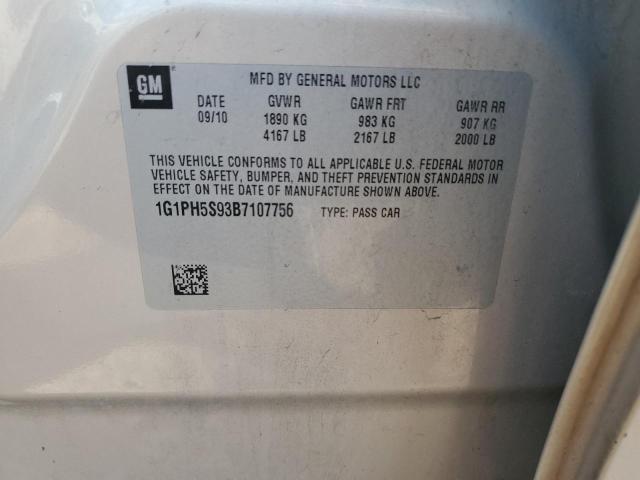 GM
MFD BY GENERAL MOTORS LLC
DATE GVWR GAWR FRT GAWR RR
09/10 1890 KG 983 KG 907 KG
4167 LB 2167 LB 2000 LB
THIS VEHICLE CONFORMS TO ALL APPLICABLE U.S. FEDERAL MOTOR
VEHICLE SAFETY, BUMPER, AND THEFT PREVENTION STANDARDS IN
EFFECT ON THE DATE OF MANUFACTURE SHOWN ABOVE.
1G1PH5S93B7107756 TYPE: PASS CAR